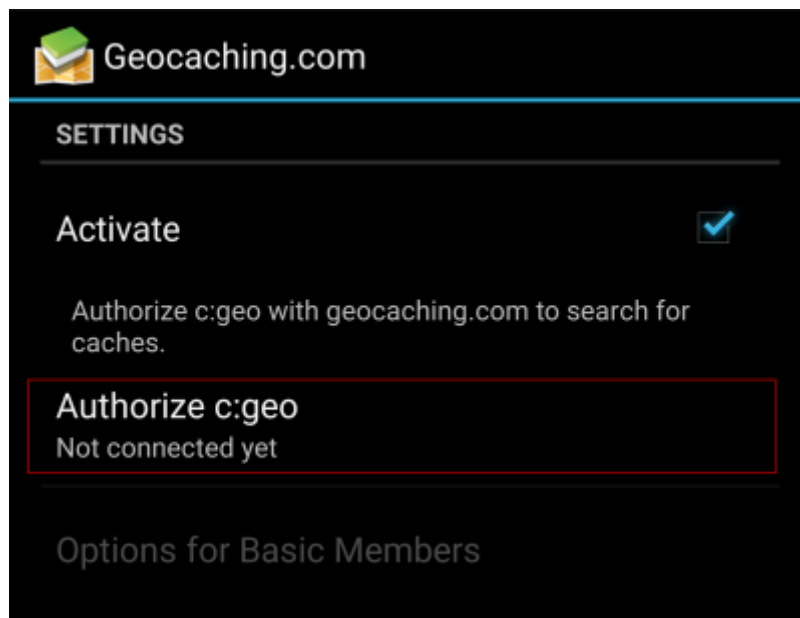 Geocaching.com
SETTINGS
Activate
Authorize c:geo with geocaching.com to search for
caches.
Authorize c:geo
Not connected yet
Options for Basic Members